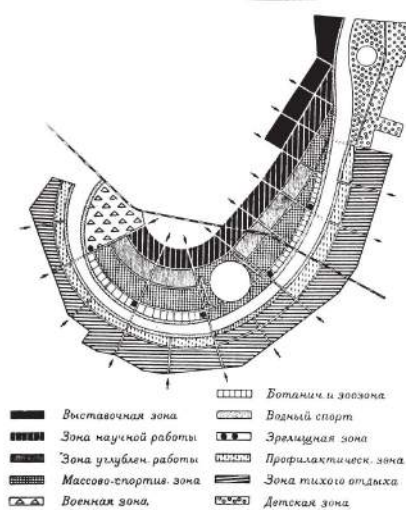 Выставочная зона
Зона научной работы
Зона углублен. работы
Массово-спортив. зона
Военная зона,
Ботанич. и зоозона
Водный спорт
Зрелищная зона
Профилактическ. зона
Зона тихого отдыха
Детская зона